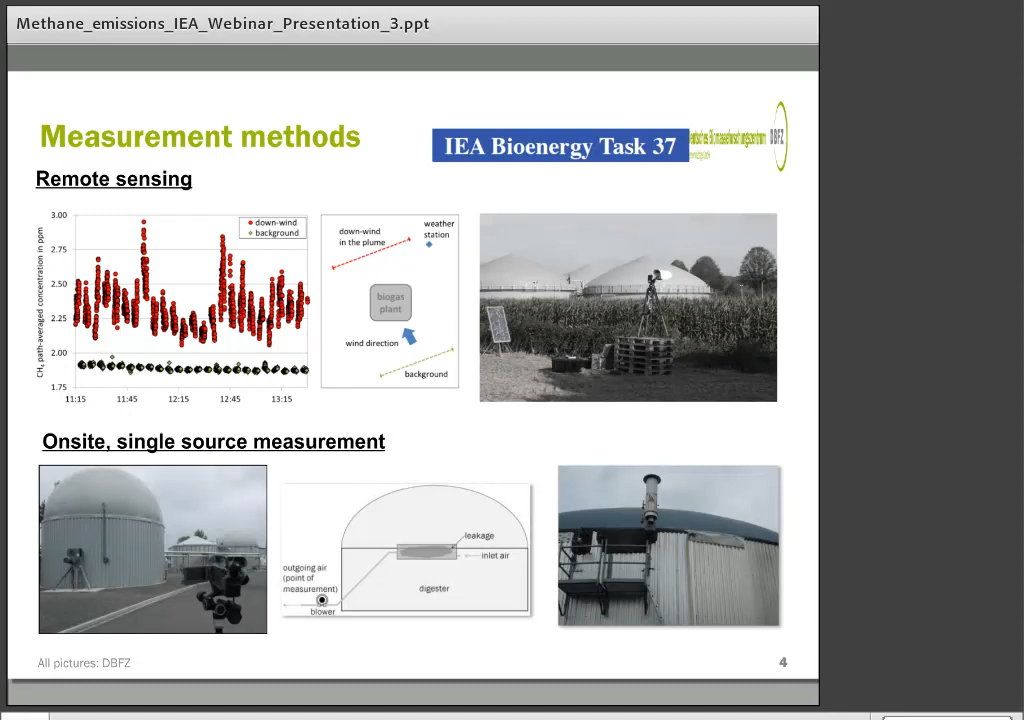 Methane_emissions_IEA_Webinar_Presentation_3.ppt
Measurement methods
IEA Bioenergy Task 37
DBFZ
Remote sensing
CH4 path-averaged concentration in ppm
3.00
2.75
2.50
2.25
2.00
1.75
11:15
11:45
12:15
12:45
13:15
down-wind
background
down-wind
in the plume
weather
station
biogas
plant
wind direction
background
Onsite, single source measurement
leakage
inlet air
outgoing air
(point of
measurement)
digester
blower
All pictures: DBFZ
4